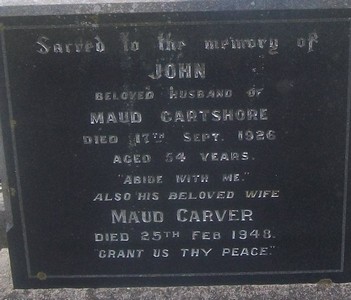 Sacred to the memory of
JOHN
BELOVED HUSBAND OF
MAUD GARTSHORE
DIED 17TH SEPT. 1926
AGED 54 YEARS.
"ABIDE WITH ME."
ALSO HIS BELOVED WIFE
MAUD CARVER
DIED 25TH FEB 1948.
"GRANT US THY PEACE."